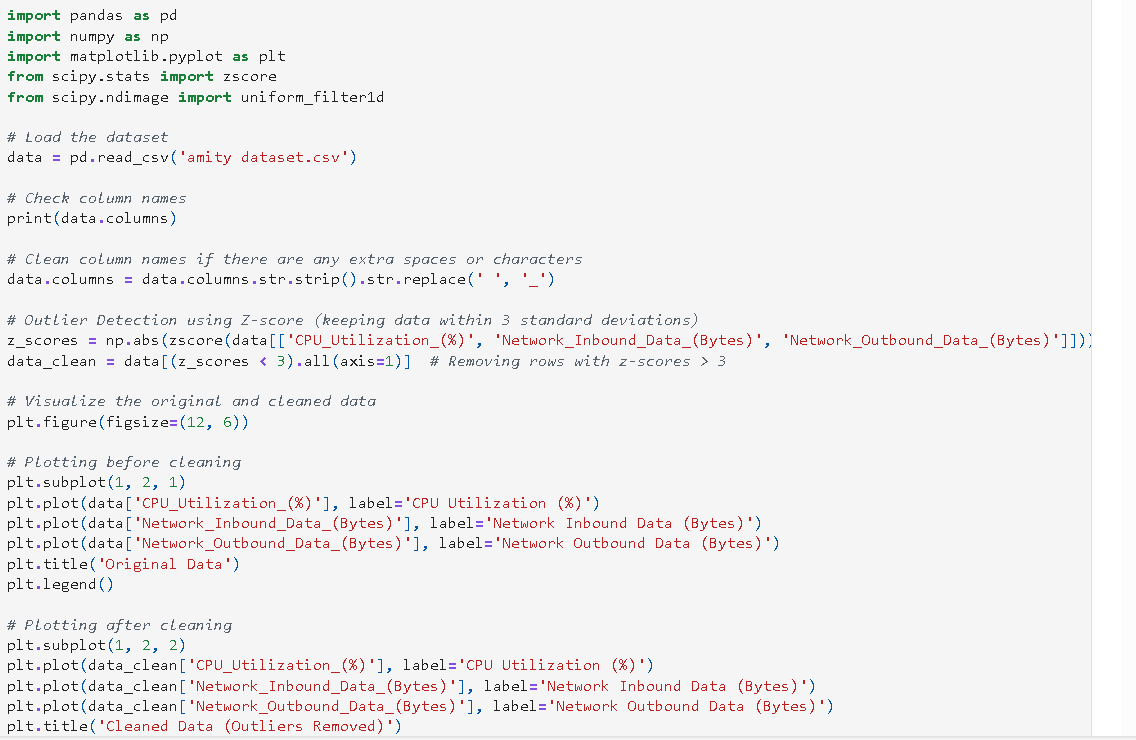 import pandas as pd
import numpy as np
import matplotlib.pyplot as plt
from scipy.stats import zscore
from scipy.ndimage import uniform_filter1d
# Load the dataset
data = pd.read_csv('amity dataset.csv')
# Check column names
print(data.columns)
# Clean column names if there are any extra spaces or characters
data.columns = data.columns.str.strip().str.replace(' ', '_')
# Outlier Detection using Z-score (keeping data within 3 standard deviations)
z_scores = np.abs(zscore(data[['CPU_Utilization_(%)', 'Network_Inbound_Data_(Bytes)', 'Network_Outbound_Data_(Bytes)']]))
data_clean = data[(z_scores < 3).all(axis=1)]  # Removing rows with z-scores > 3
# Visualize the original and cleaned data
plt.figure(figsize=(12, 6))
# Plotting before cleaning
plt.subplot(1, 2, 1)
plt.plot(data['CPU_Utilization_(%)'], label='CPU Utilization (%)')
plt.plot(data['Network_Inbound_Data_(Bytes)'], label='Network Inbound Data (Bytes)')
plt.plot(data['Network_Outbound_Data_(Bytes)'], label='Network Outbound Data (Bytes)')
plt.title('Original Data')
plt.legend()
# Plotting after cleaning
plt.subplot(1, 2, 2)
plt.plot(data_clean['CPU_Utilization_(%)'], label='CPU Utilization (%)')
plt.plot(data_clean['Network_Inbound_Data_(Bytes)'], label='Network Inbound Data (Bytes)')
plt.plot(data_clean['Network_Outbound_Data_(Bytes)'], label='Network Outbound Data (Bytes)')
plt.title('Cleaned Data (Outliers Removed)')